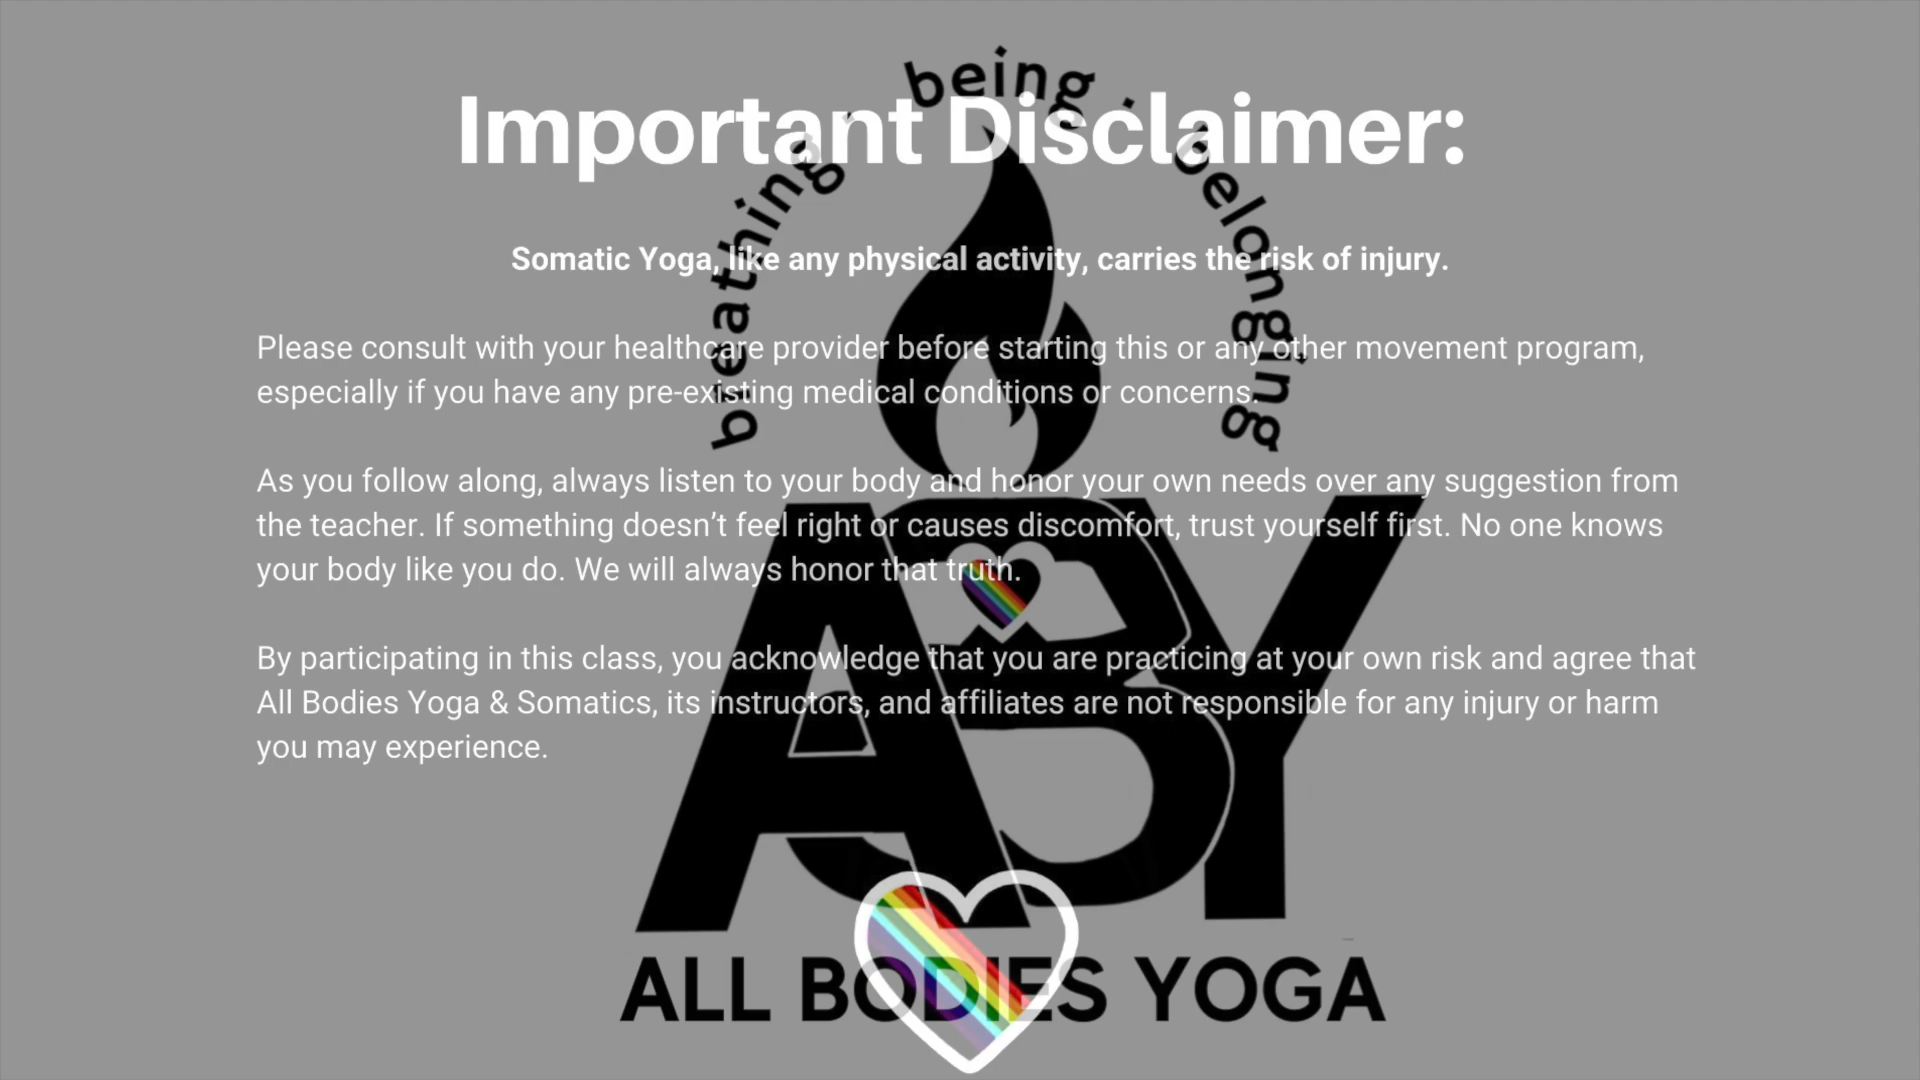 breathing · being · belonging
Important Disclaimer:
Somatic Yoga, like any physical activity, carries the risk of injury.
Please consult with your healthcare provider before starting this or any other movement program,
especially if you have any pre-existing medical conditions or concerns.
As you follow along, always listen to your body and honor your own needs over any suggestion from
the teacher. If something doesn’t feel right or causes discomfort, trust yourself first. No one knows
your body like you do. We will always honor that truth.
By participating in this class, you acknowledge that you are practicing at your own risk and agree that
All Bodies Yoga & Somatics, its instructors, and affiliates are not responsible for any injury or harm
you may experience.
ABY
ALL BODIES YOGA